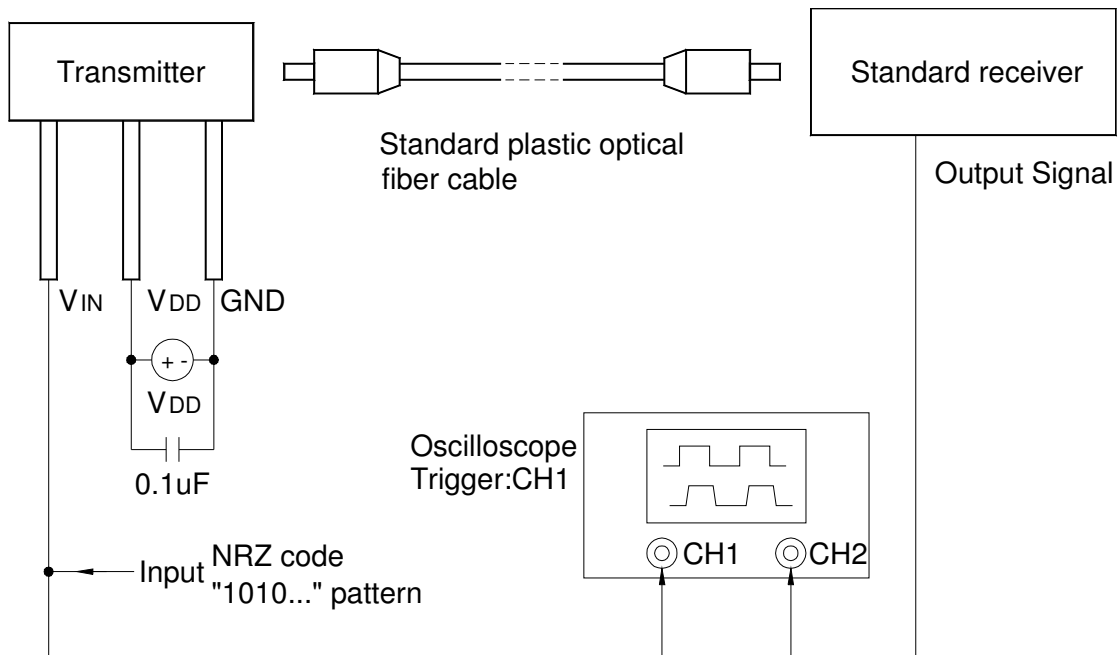 Transmitter
Standard receiver
Standard plastic optical
fiber cable
Output Signal
VIN
VDD
GND
+ -
VDD
0.1uF
Oscilloscope
Trigger:CH1
CH1
CH2
Input
NRZ code
"1010..." pattern